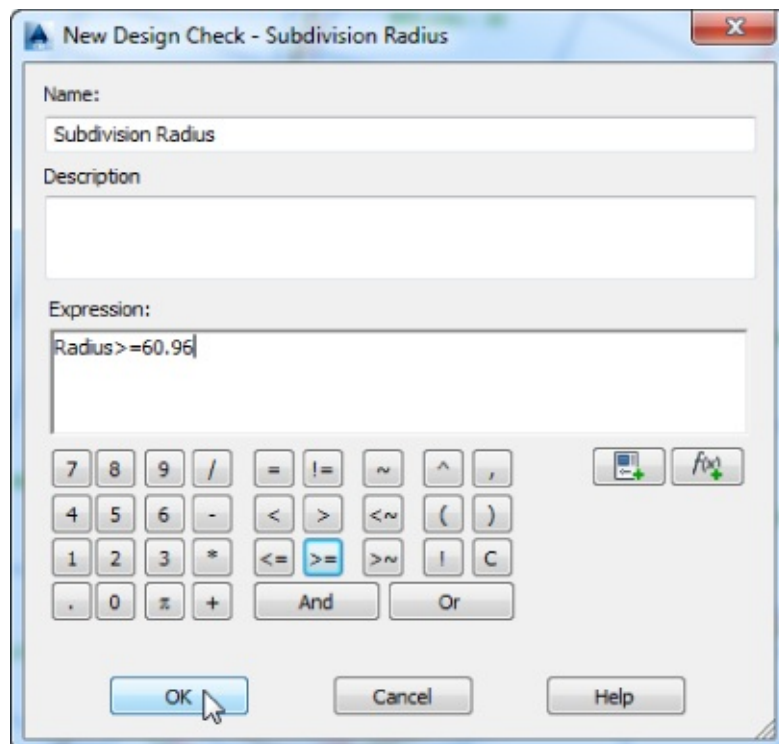 New Design Check - Subdivision Radius
Name:
Subdivision Radius
Description
Expression:
Radius>=60.96
7 8 9 / = != ~ ^ , f(x)
4 5 6 - < > <~ ( )
1 2 3 * <= >= >~ ! C
. 0 π + And Or
OK Cancel Help